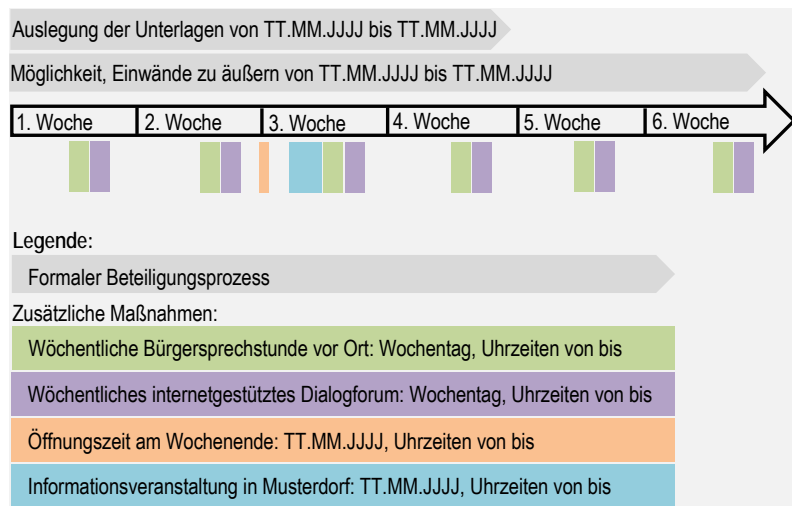 Auslegung der Unterlagen von TT.MM.JJJJ bis TT.MM.JJJJ
Möglichkeit, Einwände zu äußern von TT.MM.JJJJ bis TT.MM.JJJJ
1. Woche 2. Woche 3. Woche 4. Woche 5. Woche 6. Woche
Legende:
Formaler Beteiligungsprozess
Zusätzliche Maßnahmen:
Wöchentliche Bürgersprechstunde vor Ort: Wochentag, Uhrzeiten von bis
Wöchentliches internetgestütztes Dialogforum: Wochentag, Uhrzeiten von bis
Öffnungszeit am Wochenende: TT.MM.JJJJ, Uhrzeiten von bis
Informationsveranstaltung in Musterdorf: TT.MM.JJJJ, Uhrzeiten von bis